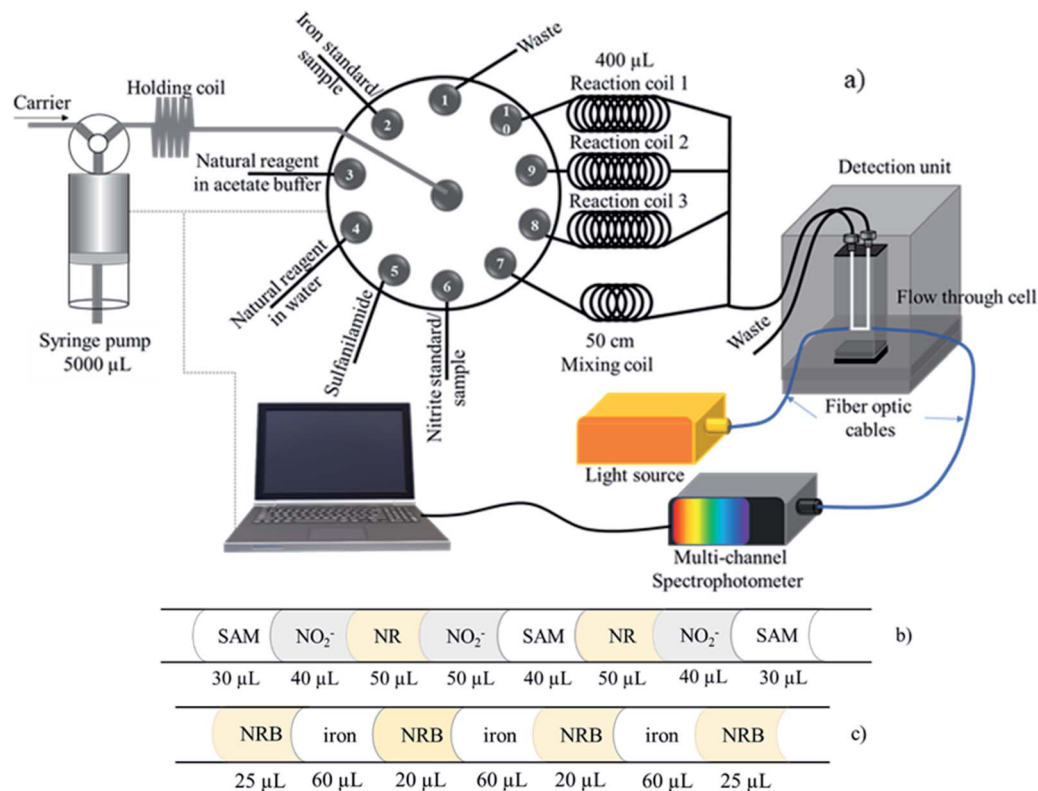 a)
Carrier
Holding coil
Iron standard/
sample
Waste
400 µL
Reaction coil 1
Reaction coil 2
Reaction coil 3
50 cm
Mixing coil
1
2
3
4
5
6
7
8
9
1
0
Natural reagent
in acetate buffer
Natural reagent
in water
Sulfanilamide
Nitrite standard/
sample
Syringe pump
5000 µL
Detection unit
Flow through cell
Waste
Fiber optic
cables
Light source
Multi-channel
Spectrophotometer
SAM NO₂⁻ NR NO₂⁻ SAM NR NO₂⁻ SAM b)
30 µL 40 µL 50 µL 50 µL 40 µL 50 µL 40 µL 30 µL
NRB iron NRB iron NRB iron NRB c)
25 µL 60 µL 20 µL 60 µL 20 µL 60 µL 25 µL